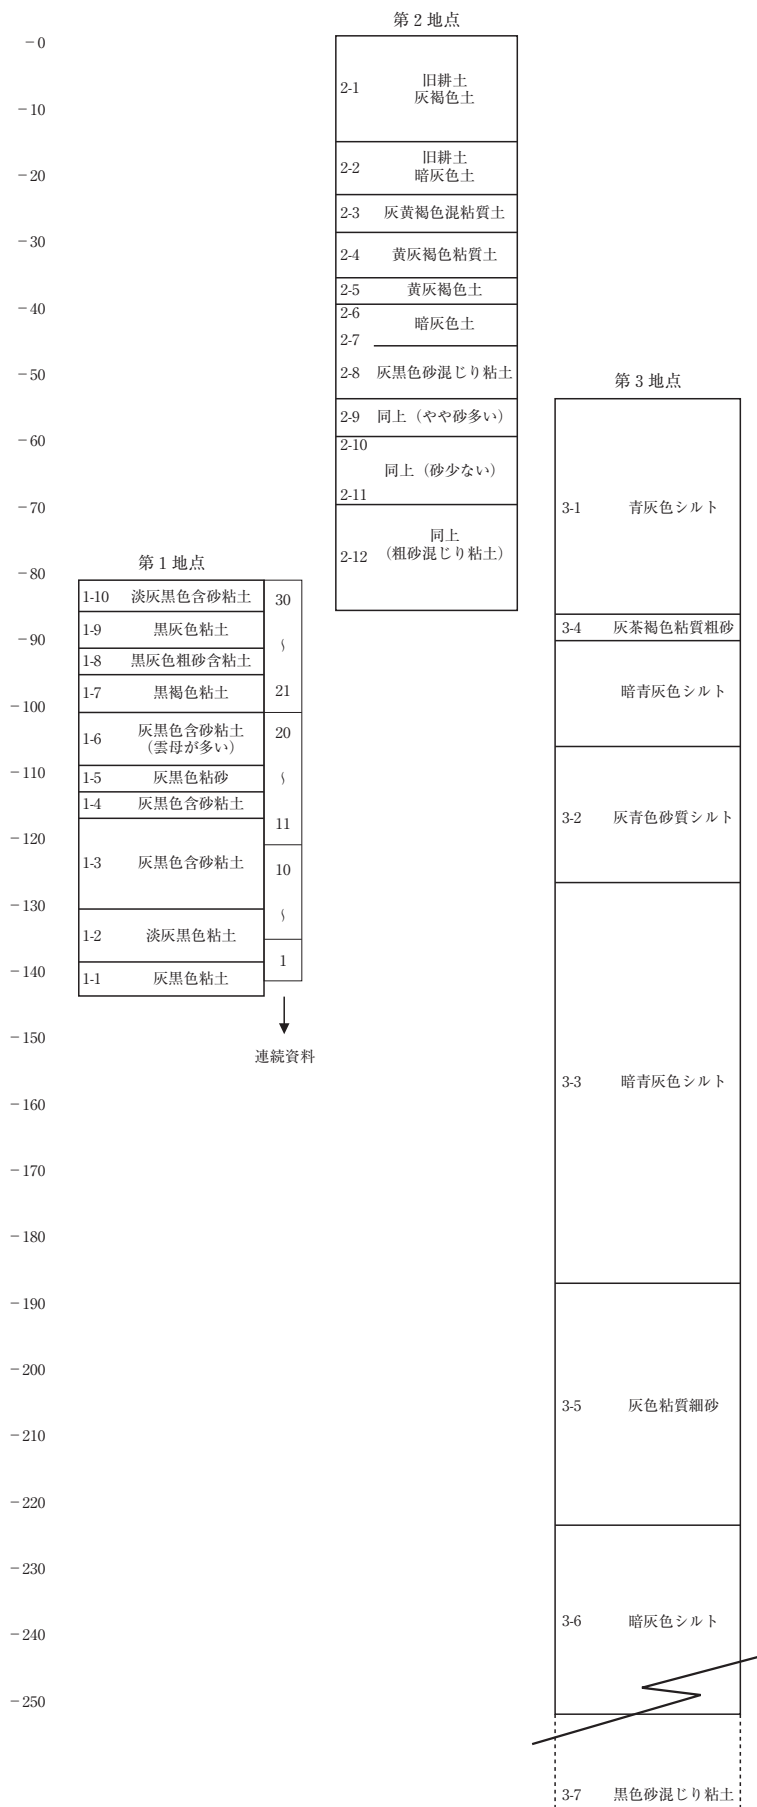 −0
−10
−20
−30
−40
−50
−60
−70
−80
−90
−100
−110
−120
−130
−140
−150
−160
−170
−180
−190
−200
−210
−220
−230
−240
−250
第1地点
1-10 淡灰黒色含砂粘土
1-9 黒灰色粘土
1-8 黒灰色粗砂含粘土
1-7 黒褐色粘土
1-6 灰黒色含砂粘土
（雲母が多い）
1-5 灰黒色粘砂
1-4 灰黒色含砂粘土
1-3 灰黒色含砂粘土
1-2 淡灰黒色粘土
1-1 灰黒色粘土
30
〜
21
20
〜
11
10
〜
1
連続資料
第2地点
2-1 旧耕土
灰褐色土
2-2 旧耕土
暗灰色土
2-3 灰黄褐色混粘質土
2-4 黄灰褐色粘質土
2-5 黄灰褐色土
2-6
暗灰色土
2-7
2-8 灰黒色砂混じり粘土
2-9 同上（やや砂多い）
2-10
同上（砂少ない）
2-11
同上
2-12 （粗砂混じり粘土）
第3地点
3-1 青灰色シルト
3-4 灰茶褐色粘質粗砂
暗青灰色シルト
3-2 灰青色砂質シルト
3-3 暗青灰色シルト
3-5 灰色粘質細砂
3-6 暗灰色シルト
3-7 黒色砂混じり粘土